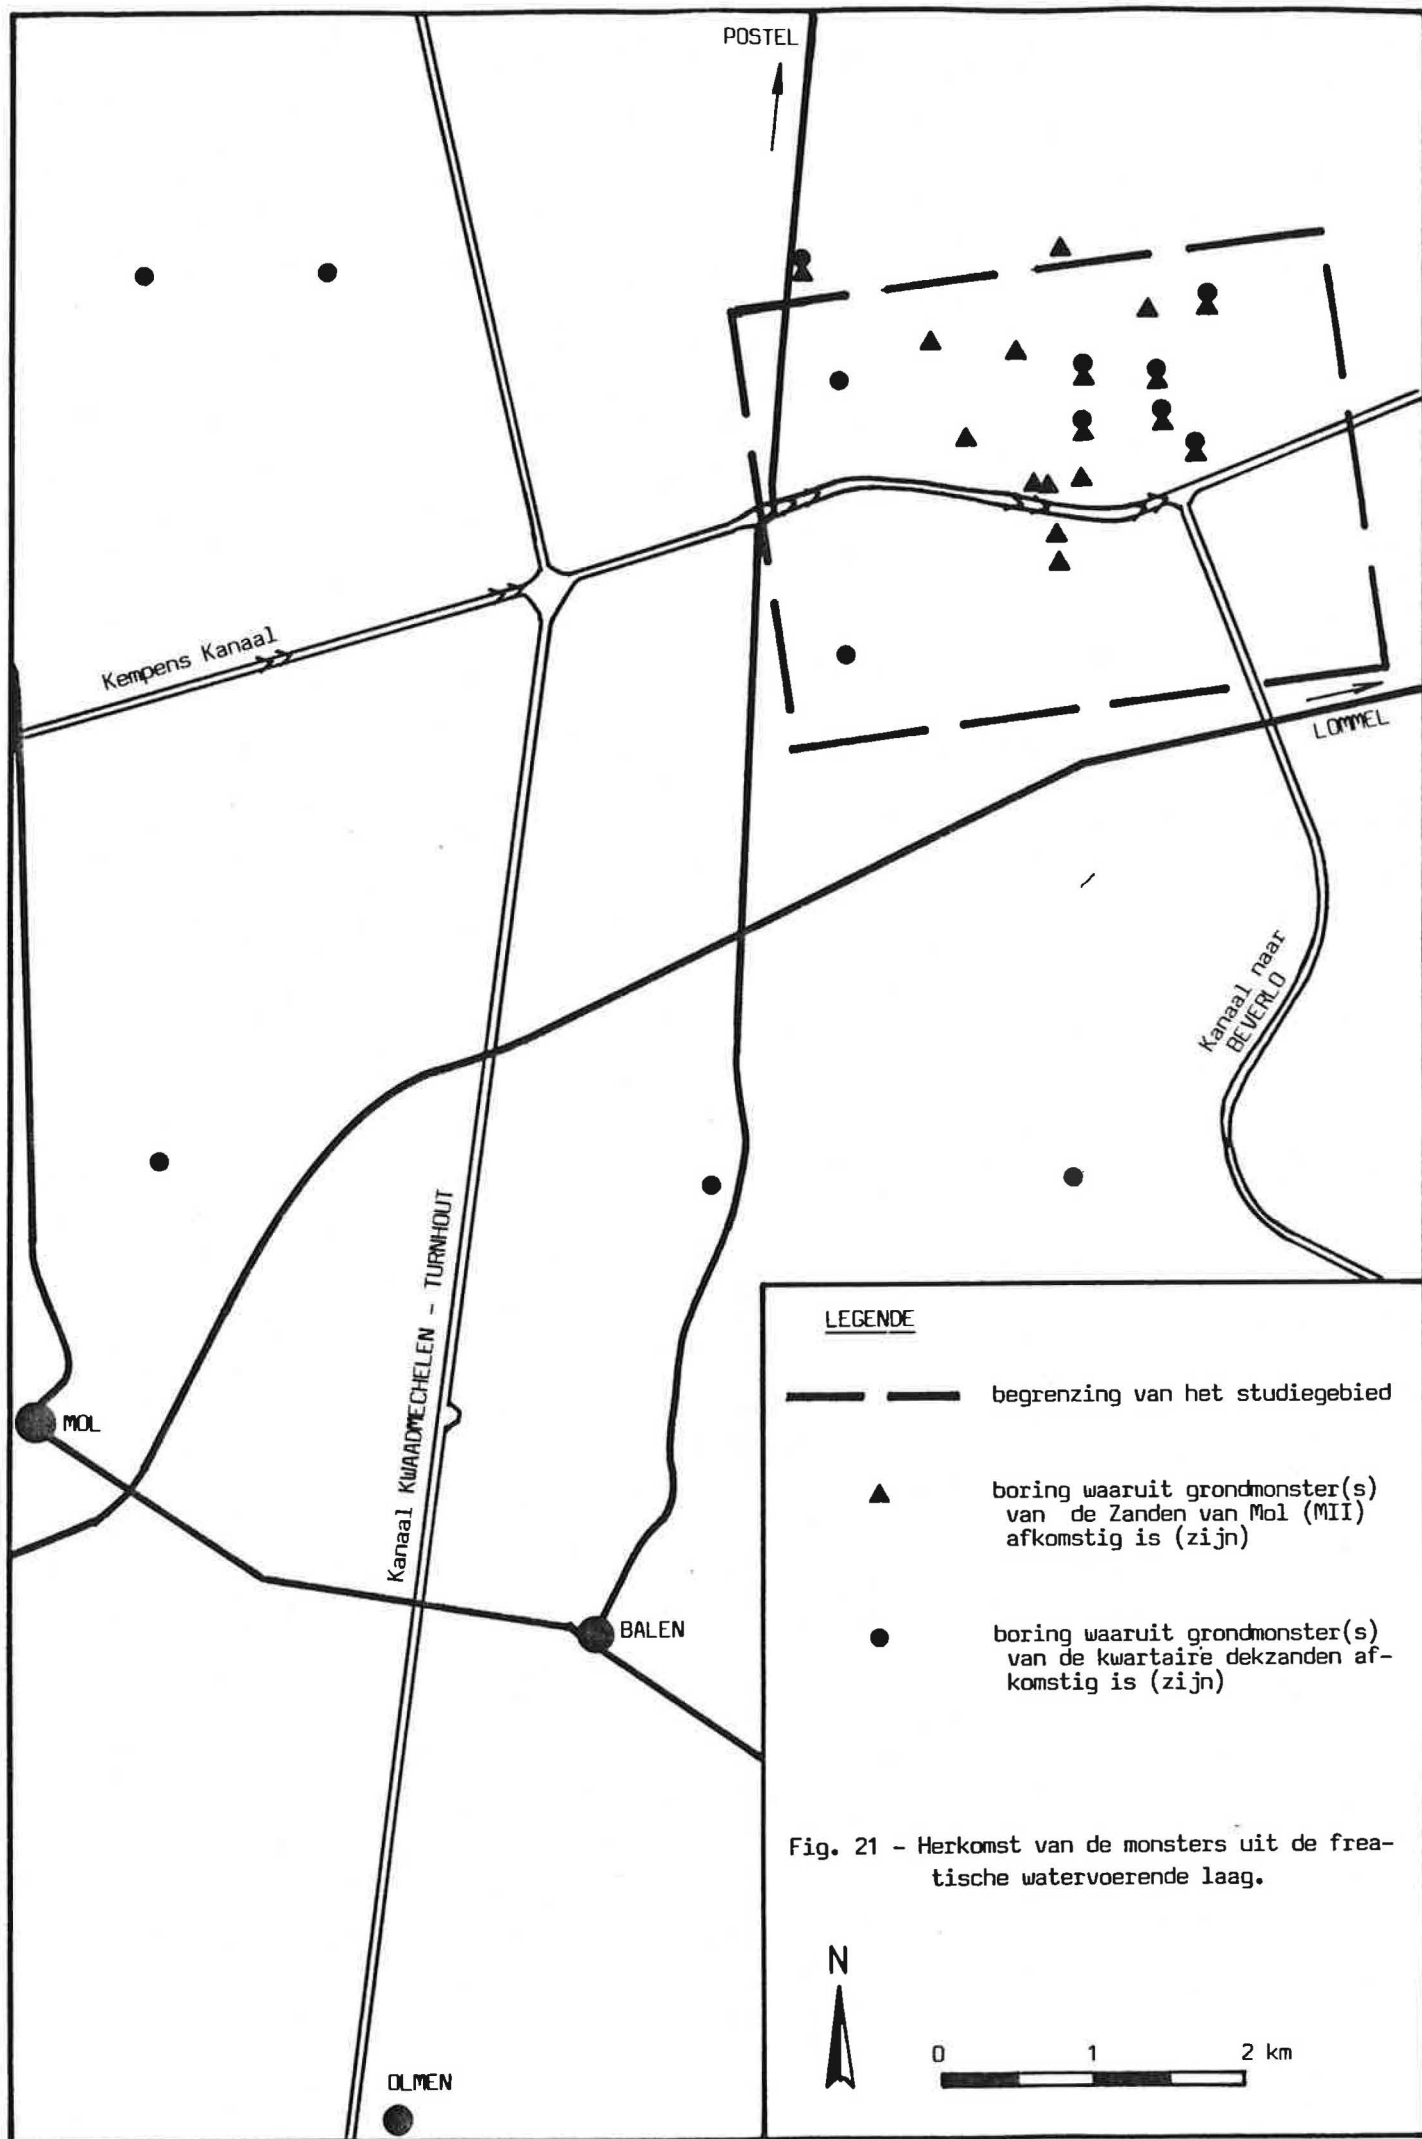 POSTEL
Kempens Kanaal
LOMMEL
Kanaal naar
BEVERLO
Kanaal KWAADMECHELEN - TURNHOUT
MOL
BALEN
OLMEN
LEGENDE
begrenzing van het studiegebied
boring waaruit grondmonster(s)
van de Zanden van Mol (MII)
afkomstig is (zijn)
boring waaruit grondmonster(s)
van de kwartaire dekzanden af-
komstig is (zijn)
Fig. 21 - Herkomst van de monsters uit de frea-
tische watervoerende laag.
N
0 1 2 km